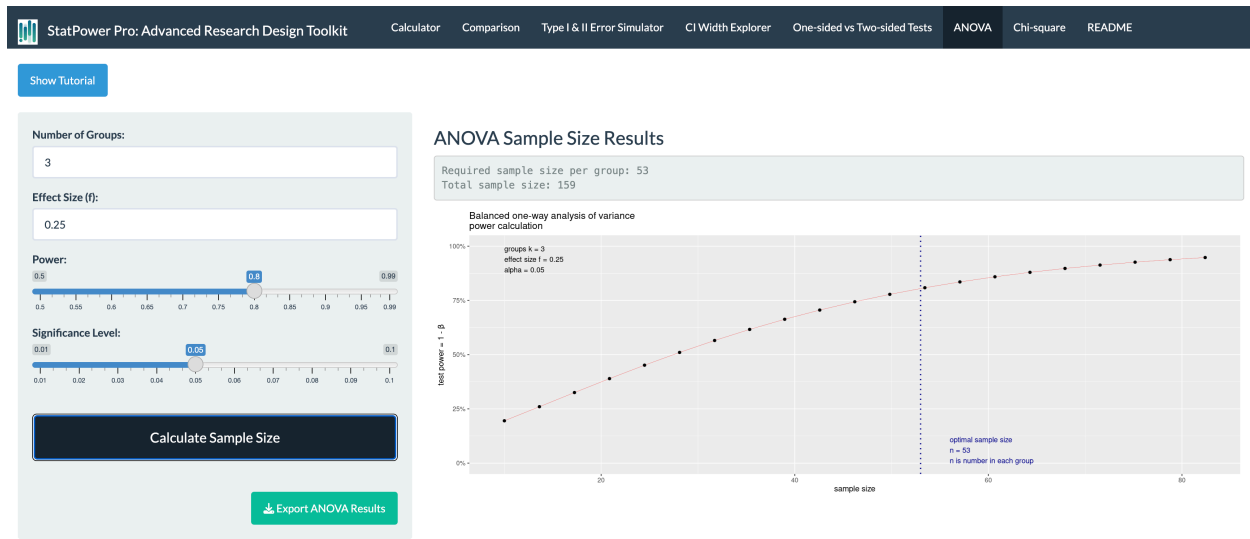 StatPower Pro: Advanced Research Design Toolkit
Calculator
Comparison
Type I & II Error Simulator
CI Width Explorer
One-sided vs Two-sided Tests
ANOVA
Chi-square
README
Show Tutorial
Number of Groups:
3
Effect Size (f):
0.25
Power:
0.5 0.8 0.99
0.5 0.55 0.6 0.65 0.7 0.75 0.8 0.85 0.9 0.95 0.99
Significance Level:
0.01 0.05 0.1
0.01 0.02 0.03 0.04 0.05 0.06 0.07 0.08 0.09 0.1
Calculate Sample Size
Export ANOVA Results
ANOVA Sample Size Results
Required sample size per group: 53
Total sample size: 159
Balanced one-way analysis of variance
power calculation
groups k = 3
effect size f = 0.25
alpha = 0.05
100%
75%
50%
25%
0%
test power = 1 - β
optimal sample size
n = 53
n is number in each group
20 40 60 80
sample size